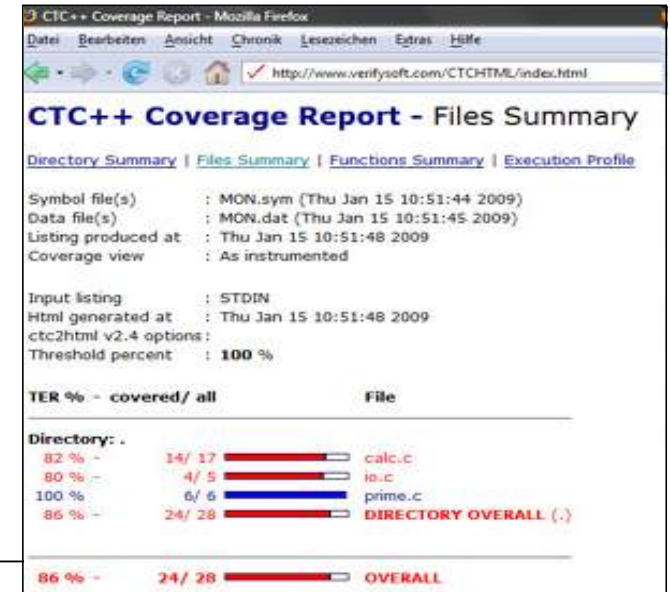 CTC++ Coverage Report - Mozilla Firefox
Datei Bearbeiten Ansicht Chronik Lesezeichen Extras Hilfe
http://www.verifysoft.com/CTCHTML/index.html
CTC++ Coverage Report - Files Summary
Directory Summary | Files Summary | Functions Summary | Execution Profile
Symbol file(s) : MON.sym (Thu Jan 15 10:51:44 2009)
Data file(s) : MON.dat (Thu Jan 15 10:51:45 2009)
Listing produced at : Thu Jan 15 10:51:48 2009
Coverage view : As instrumented
Input listing : STDIN
Html generated at : Thu Jan 15 10:51:48 2009
ctc2html v2.4 options :
Threshold percent : 100 %
TER % - covered/ all File
Directory: .
82 % - 14/ 17 calc.c
80 % - 4/ 5 io.c
100 % 6/ 6 prime.c
86 % - 24/ 28 DIRECTORY OVERALL (.)
86 % - 24/ 28 OVERALL